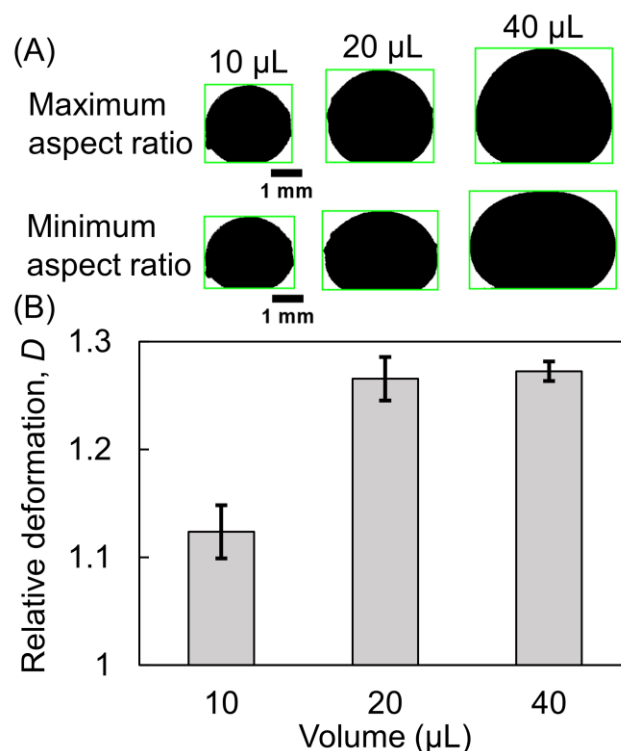 (A)
10 µL 20 µL 40 µL
Maximum
aspect ratio
1 mm
Minimum
aspect ratio
1 mm
(B)
Relative deformation, D
1.3
1.2
1.1
1
10 20 40
Volume (µL)